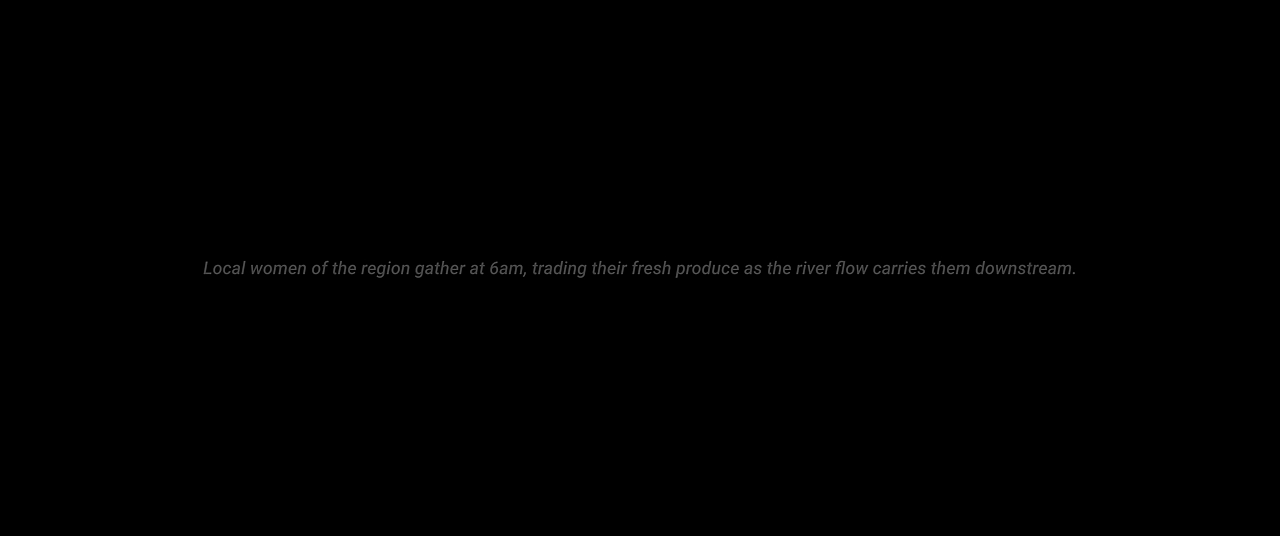 Local women of the region gather at 6am, trading their fresh produce as the river flow carries them downstream.